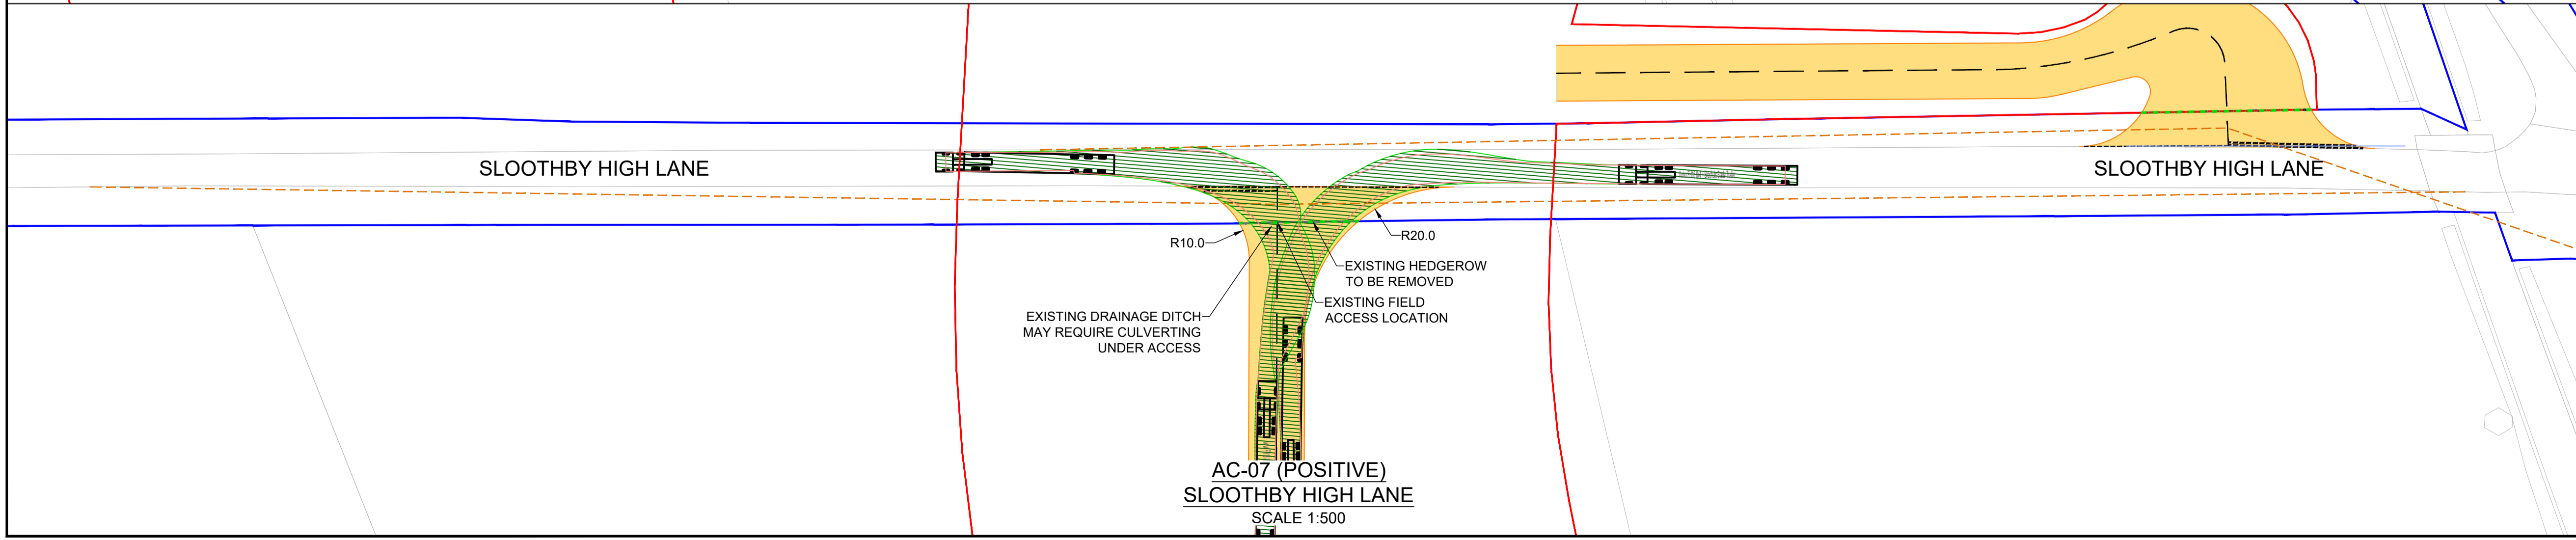 SLOOTHBY HIGH LANE
SLOOTHBY HIGH LANE
R10.0
R20.0
EXISTING HEDGEROW
TO BE REMOVED
EXISTING FIELD
ACCESS LOCATION
EXISTING DRAINAGE DITCH
MAY REQUIRE CULVERTING
UNDER ACCESS
AC-07 (POSITIVE)
SLOOTHBY HIGH LANE
SCALE 1:500